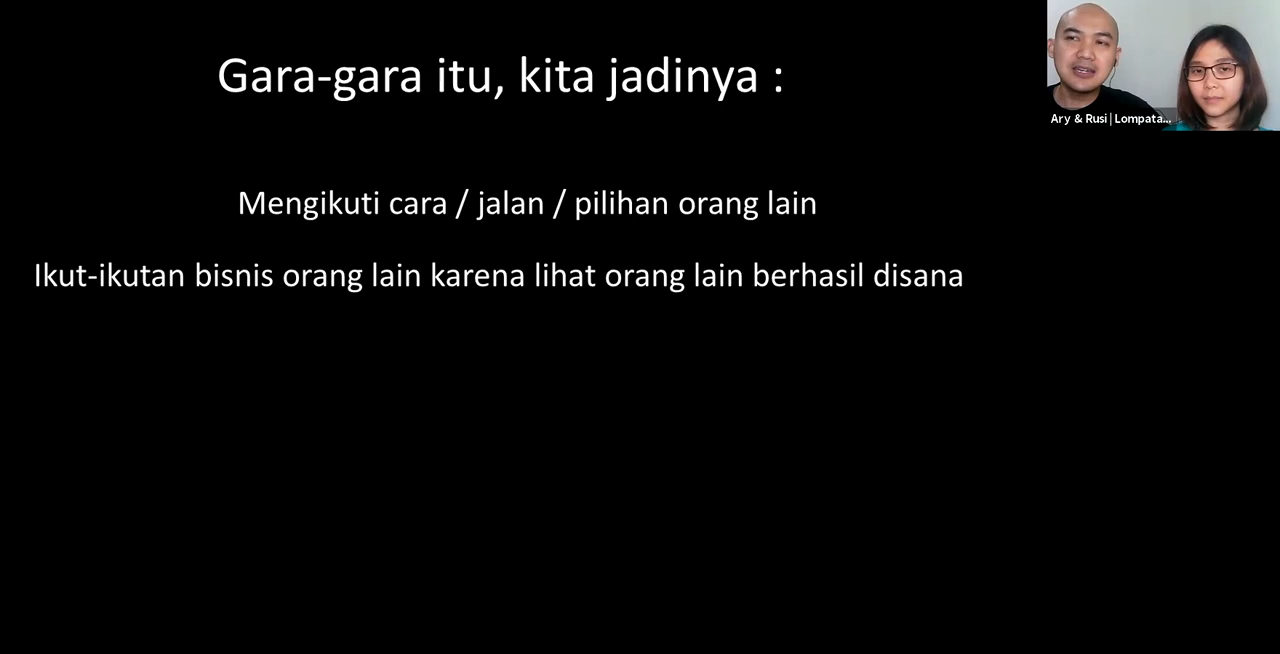 Gara-gara itu, kita jadinya :
Mengikuti cara / jalan / pilihan orang lain
Ikut-ikutan bisnis orang lain karena lihat orang lain berhasil disana
Ary & Rusi | Lompata...